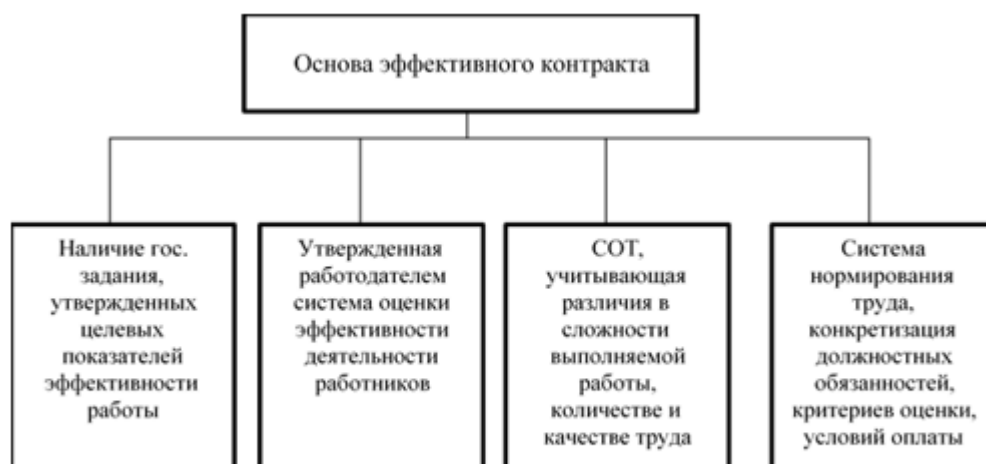 Основа эффективного контракта
Наличие гос.
задания,
утвержденных
целевых
показателей
эффективности
работы
Утвержденная
работодателем
система оценки
эффективности
деятельности
работников
СОТ,
учитывающая
различия в
сложности
выполняемой
работы,
количестве и
качестве труда
Система
нормирования
труда,
конкретизация
должностных
обязанностей,
критериев оценки,
условий оплаты